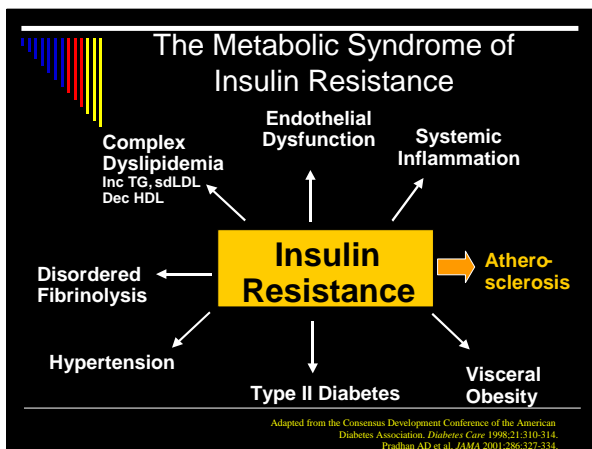 The Metabolic Syndrome of
Insulin Resistance
Endothelial
Dysfunction
Complex
Dyslipidemia
Inc TG, sdLDL
Dec HDL
Systemic
Inflammation
Insulin
Resistance
Athero-
sclerosis
Disordered
Fibrinolysis
Hypertension
Type II Diabetes
Visceral
Obesity
Adapted from the Consensus Development Conference of the American
Diabetes Association. Diabetes Care 1998;21:310-314.
Pradhan AD et al. JAMA 2001;286:327-334.